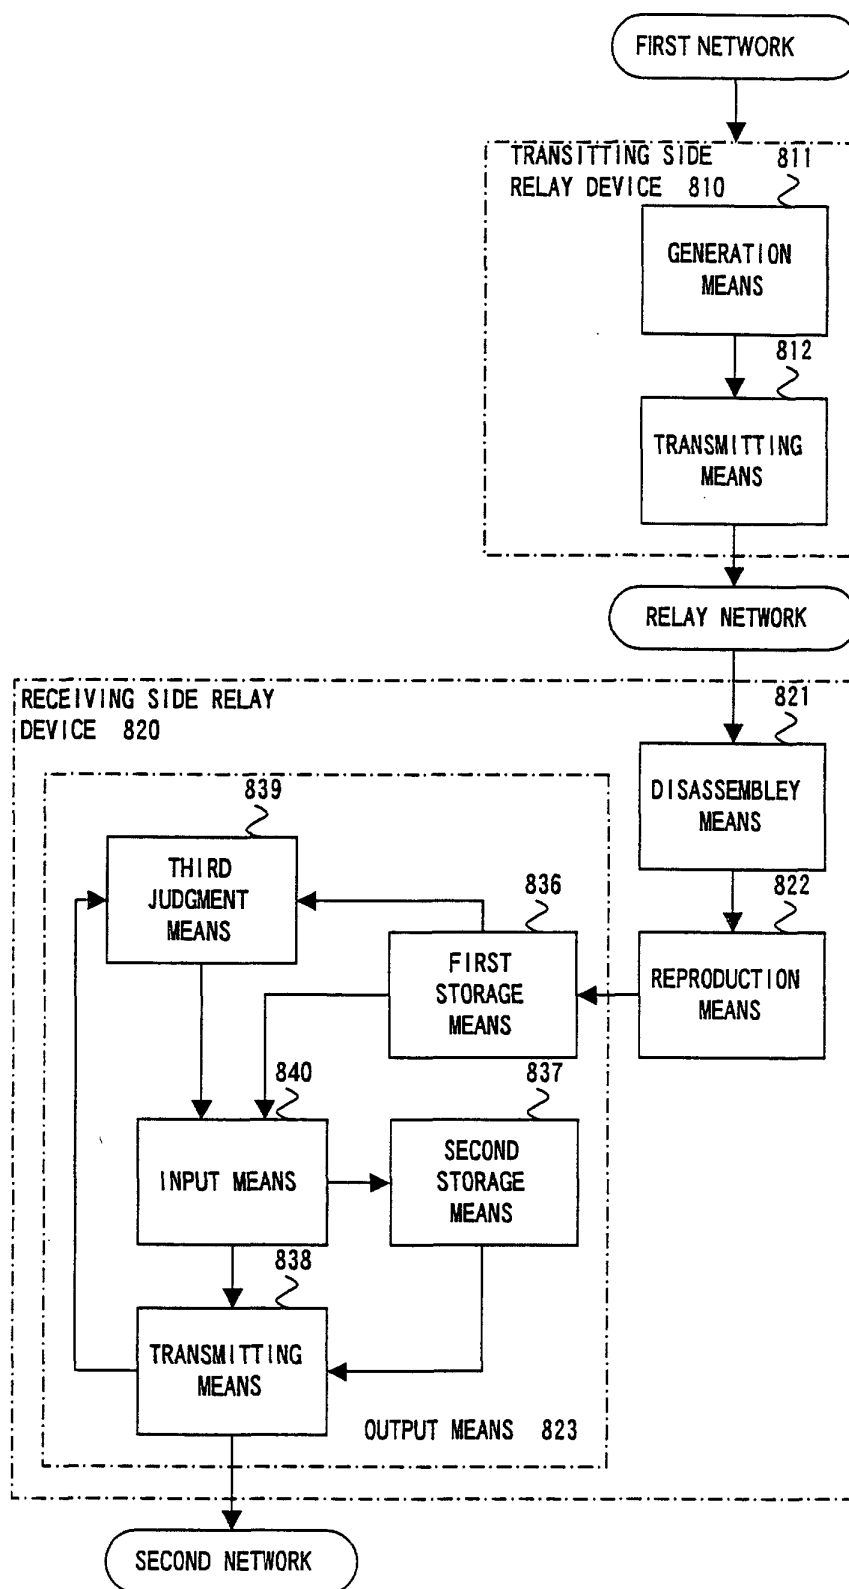 FIRST NETWORK
TRANSITTING SIDE
RELAY DEVICE 810
811
GENERATION
MEANS
812
TRANSMITTING
MEANS
RELAY NETWORK
RECEIVING SIDE RELAY
DEVICE 820
821
DISASSEMBLEY
MEANS
839
THIRD
JUDGMENT
MEANS
836
FIRST
STORAGE
MEANS
822
REPRODUCTION
MEANS
840
INPUT MEANS
837
SECOND
STORAGE
MEANS
838
TRANSMITTING
MEANS
OUTPUT MEANS 823
SECOND NETWORK